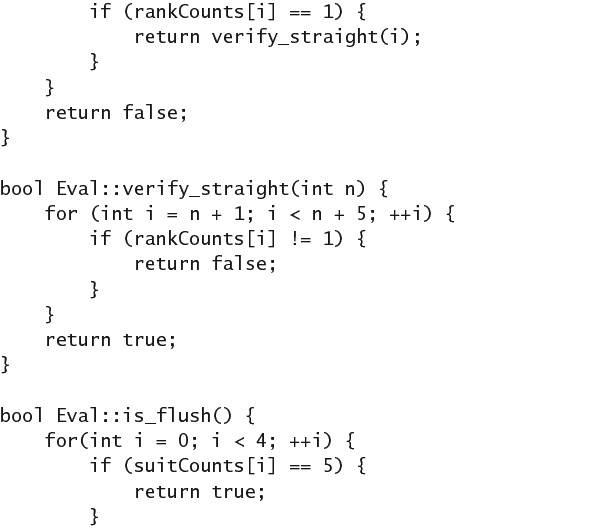 if (rankCounts[i] == 1) {
            return verify_straight(i);
        }
    }
    return false;
}

bool Eval::verify_straight(int n) {
    for (int i = n + 1; i < n + 5; ++i) {
        if (rankCounts[i] != 1) {
            return false;
        }
    }
    return true;
}

bool Eval::is_flush() {
    for(int i = 0; i < 4; ++i) {
        if (suitCounts[i] == 5) {
            return true;
        }